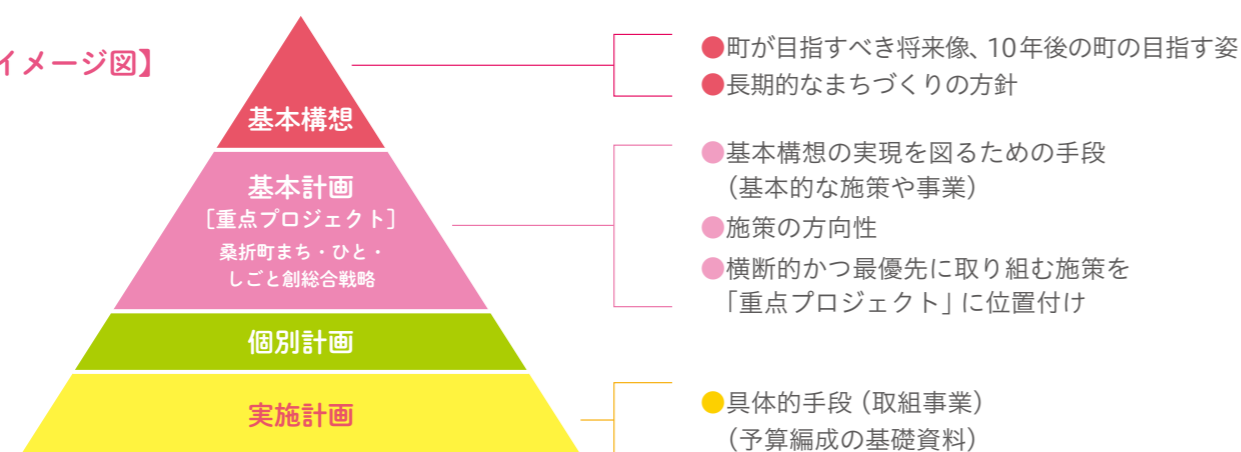 イメージ図】
基本構想
基本計画
［重点プロジェクト］
桑折町まち・ひと・
しごと創総合戦略
個別計画
実施計画
●町が目指すべき将来像、10年後の町の目指す姿
●長期的なまちづくりの方針
●基本構想の実現を図るための手段
（基本的な施策や事業）
●施策の方向性
●横断的かつ最優先に取り組む施策を
「重点プロジェクト」に位置付け
●具体的手段（取組事業）
（予算編成の基礎資料）